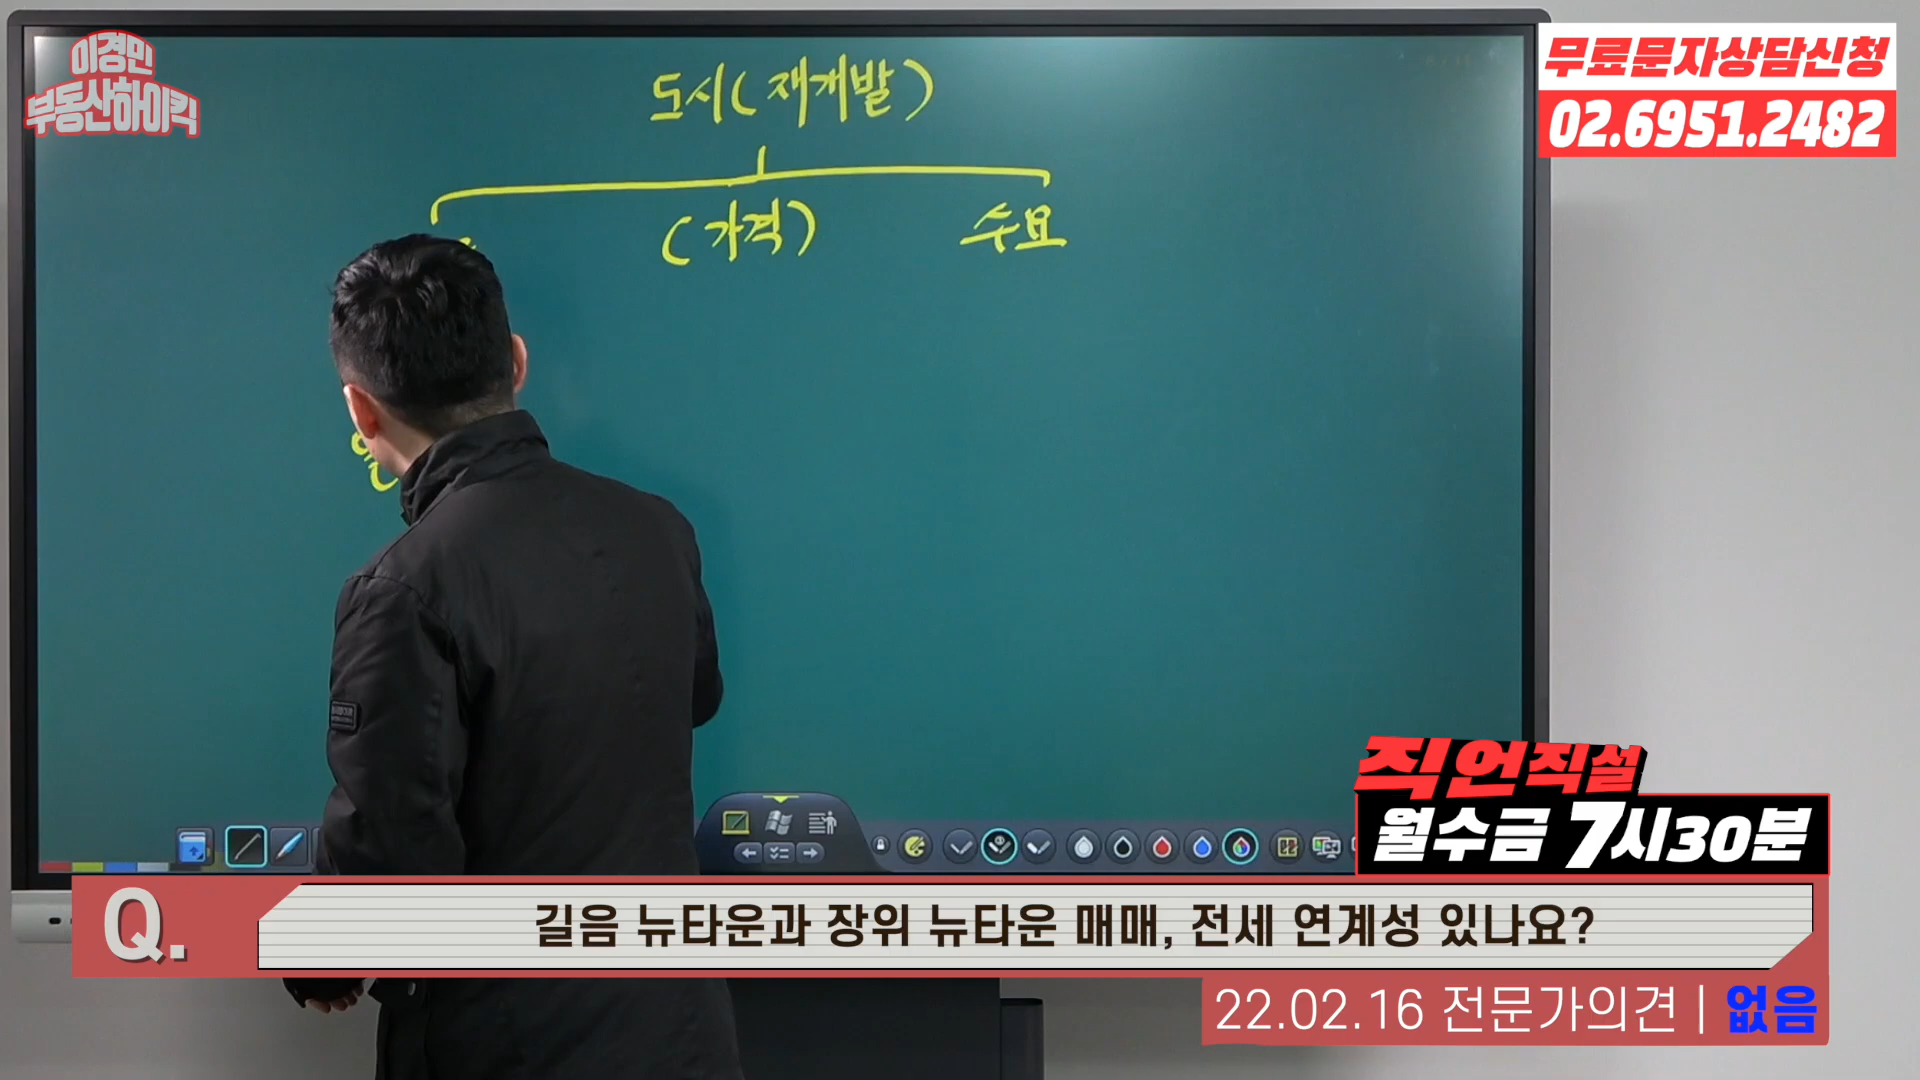 이경민
부동산하이킥
무료문자상담신청
02.6951.2482
도시(재개발)
(가격) 수요
직언직설
월수금 7시30분
Q. 길음 뉴타운과 장위 뉴타운 매매, 전세 연계성 있나요?
22.02.16 전문가의견 | 없음